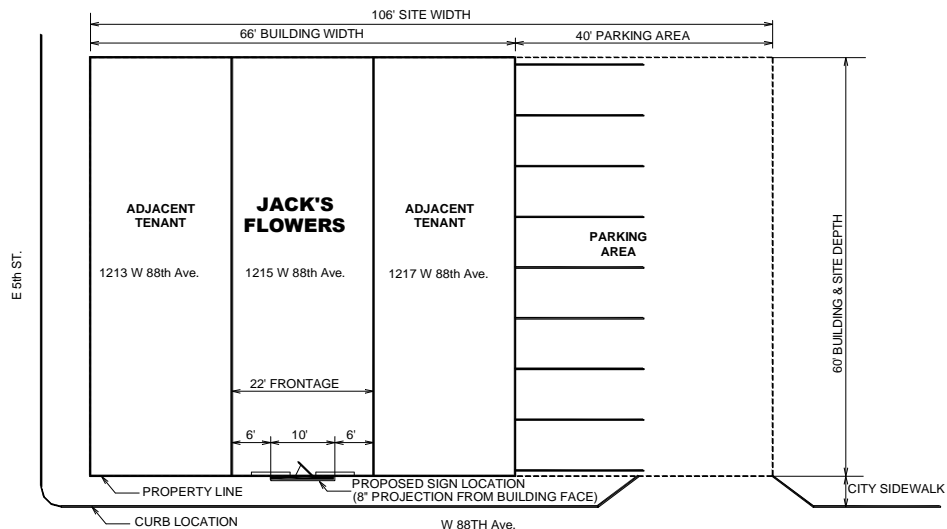 106' SITE WIDTH
66' BUILDING WIDTH
40' PARKING AREA
E 5th ST.
ADJACENT
TENANT
1213 W 88th Ave.
JACK'S
FLOWERS
1215 W 88th Ave.
ADJACENT
TENANT
1217 W 88th Ave.
PARKING
AREA
60' BUILDING & SITE DEPTH
22' FRONTAGE
6'
10'
6'
PROPERTY LINE
PROPOSED SIGN LOCATION
(8" PROJECTION FROM BUILDING FACE)
CITY SIDEWALK
CURB LOCATION
W 88TH Ave.